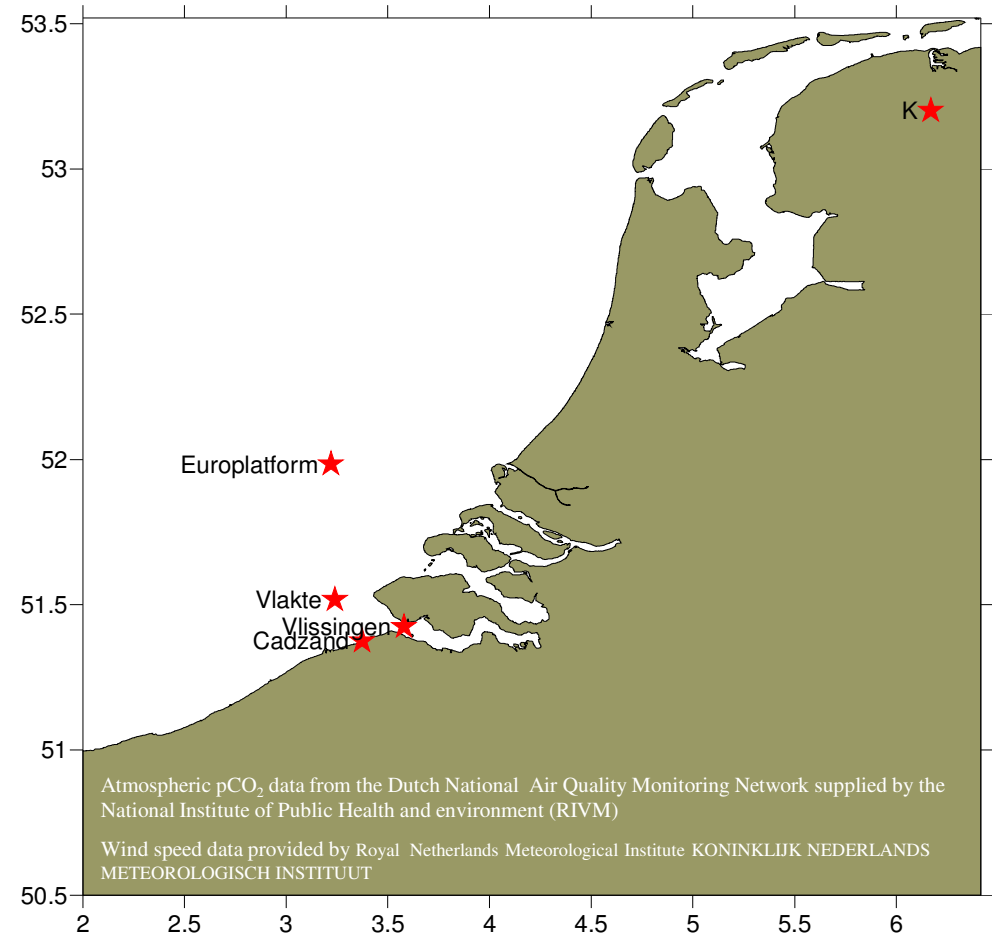 53.5
K
53
52.5
52
Europlatform
51.5
Vlakte
Vlissingen
Cadzand
51
Atmospheric pCO₂ data from the Dutch National Air Quality Monitoring Network supplied by the
National Institute of Public Health and environment (RIVM)
Wind speed data provided by Royal Netherlands Meteorological Institute KONINKLIJK NEDERLANDS
METEOROLOGISCH INSTITUUT
50.5
2 2.5 3 3.5 4 4.5 5 5.5 6